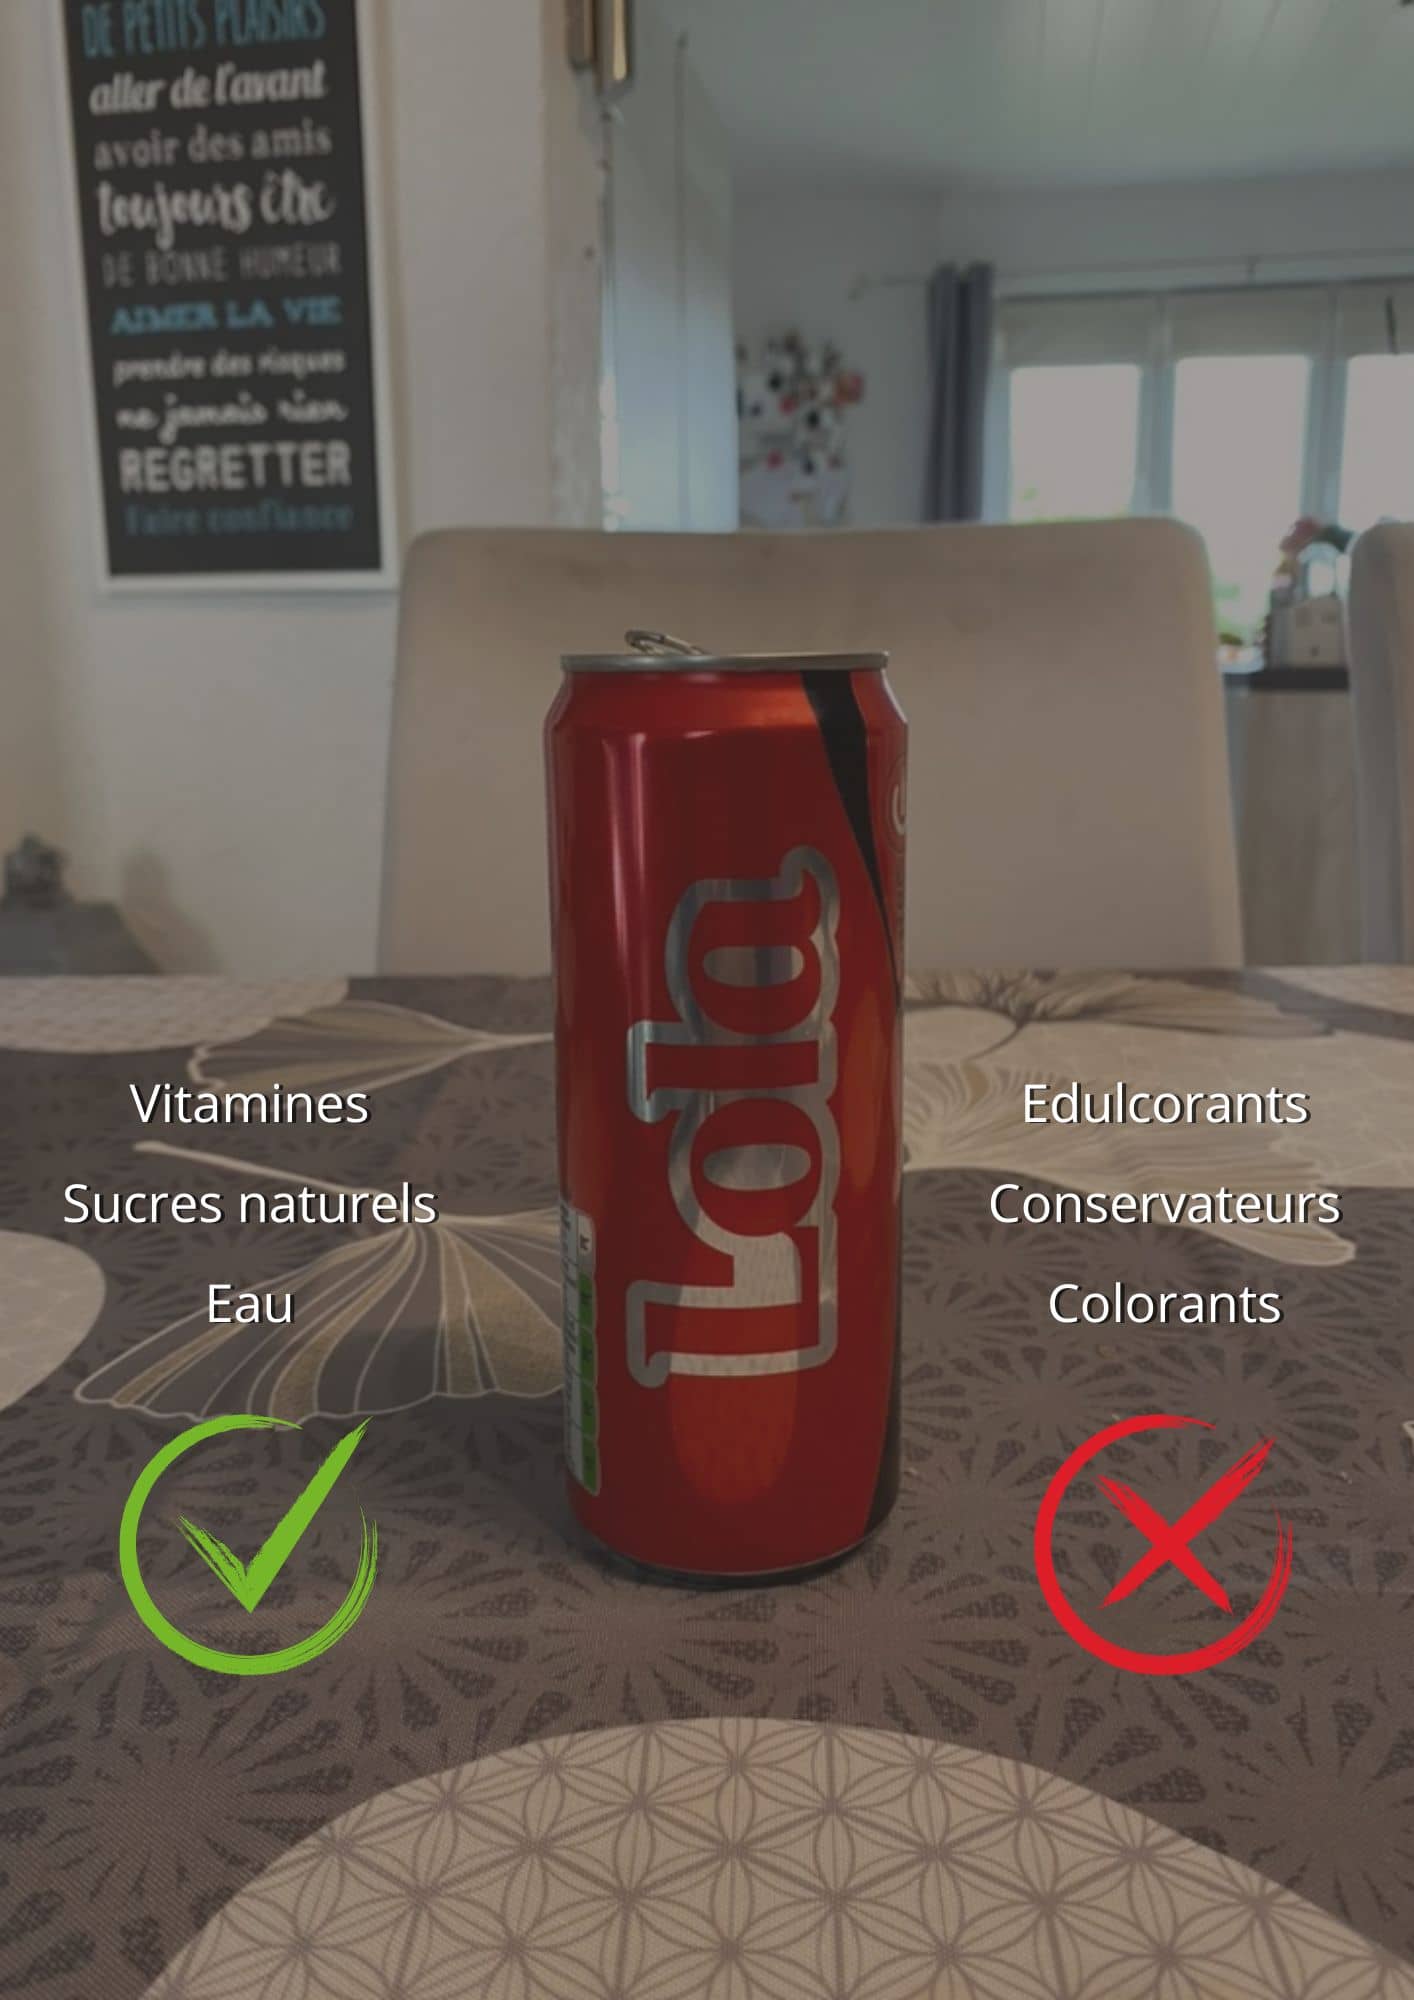 DE PETITS PLAISIRS
aller de l'avant
avoir des amis
toujours être
DE BONNE HUMEUR
AIMER LA VIE
prendre des risques
ne jamais rien
REGRETTER
faire confiance
Lola
Vitamines
Sucres naturels
Eau
Edulcorants
Conservateurs
Colorants